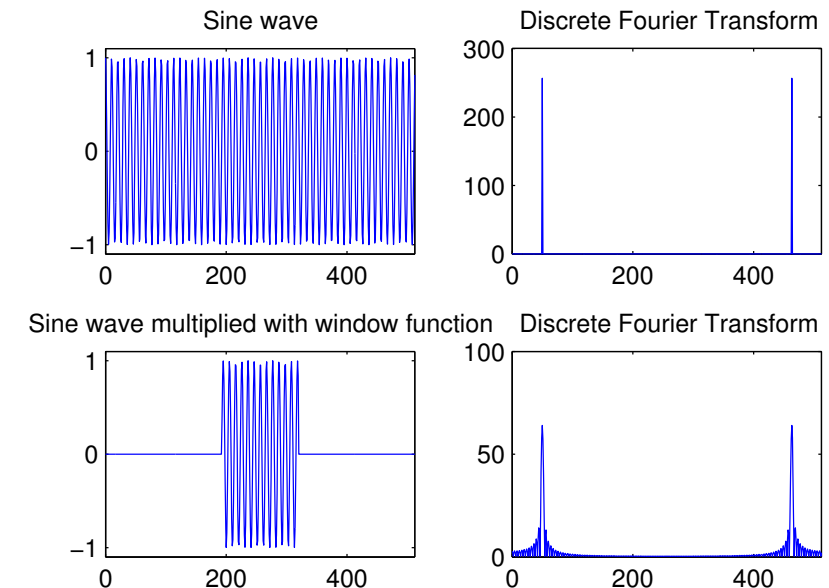 Sine wave
1
0
−1
0 200 400
Discrete Fourier Transform
300
200
100
0
0 200 400
Sine wave multiplied with window function
1
0
−1
0 200 400
Discrete Fourier Transform
100
50
0
0 200 400